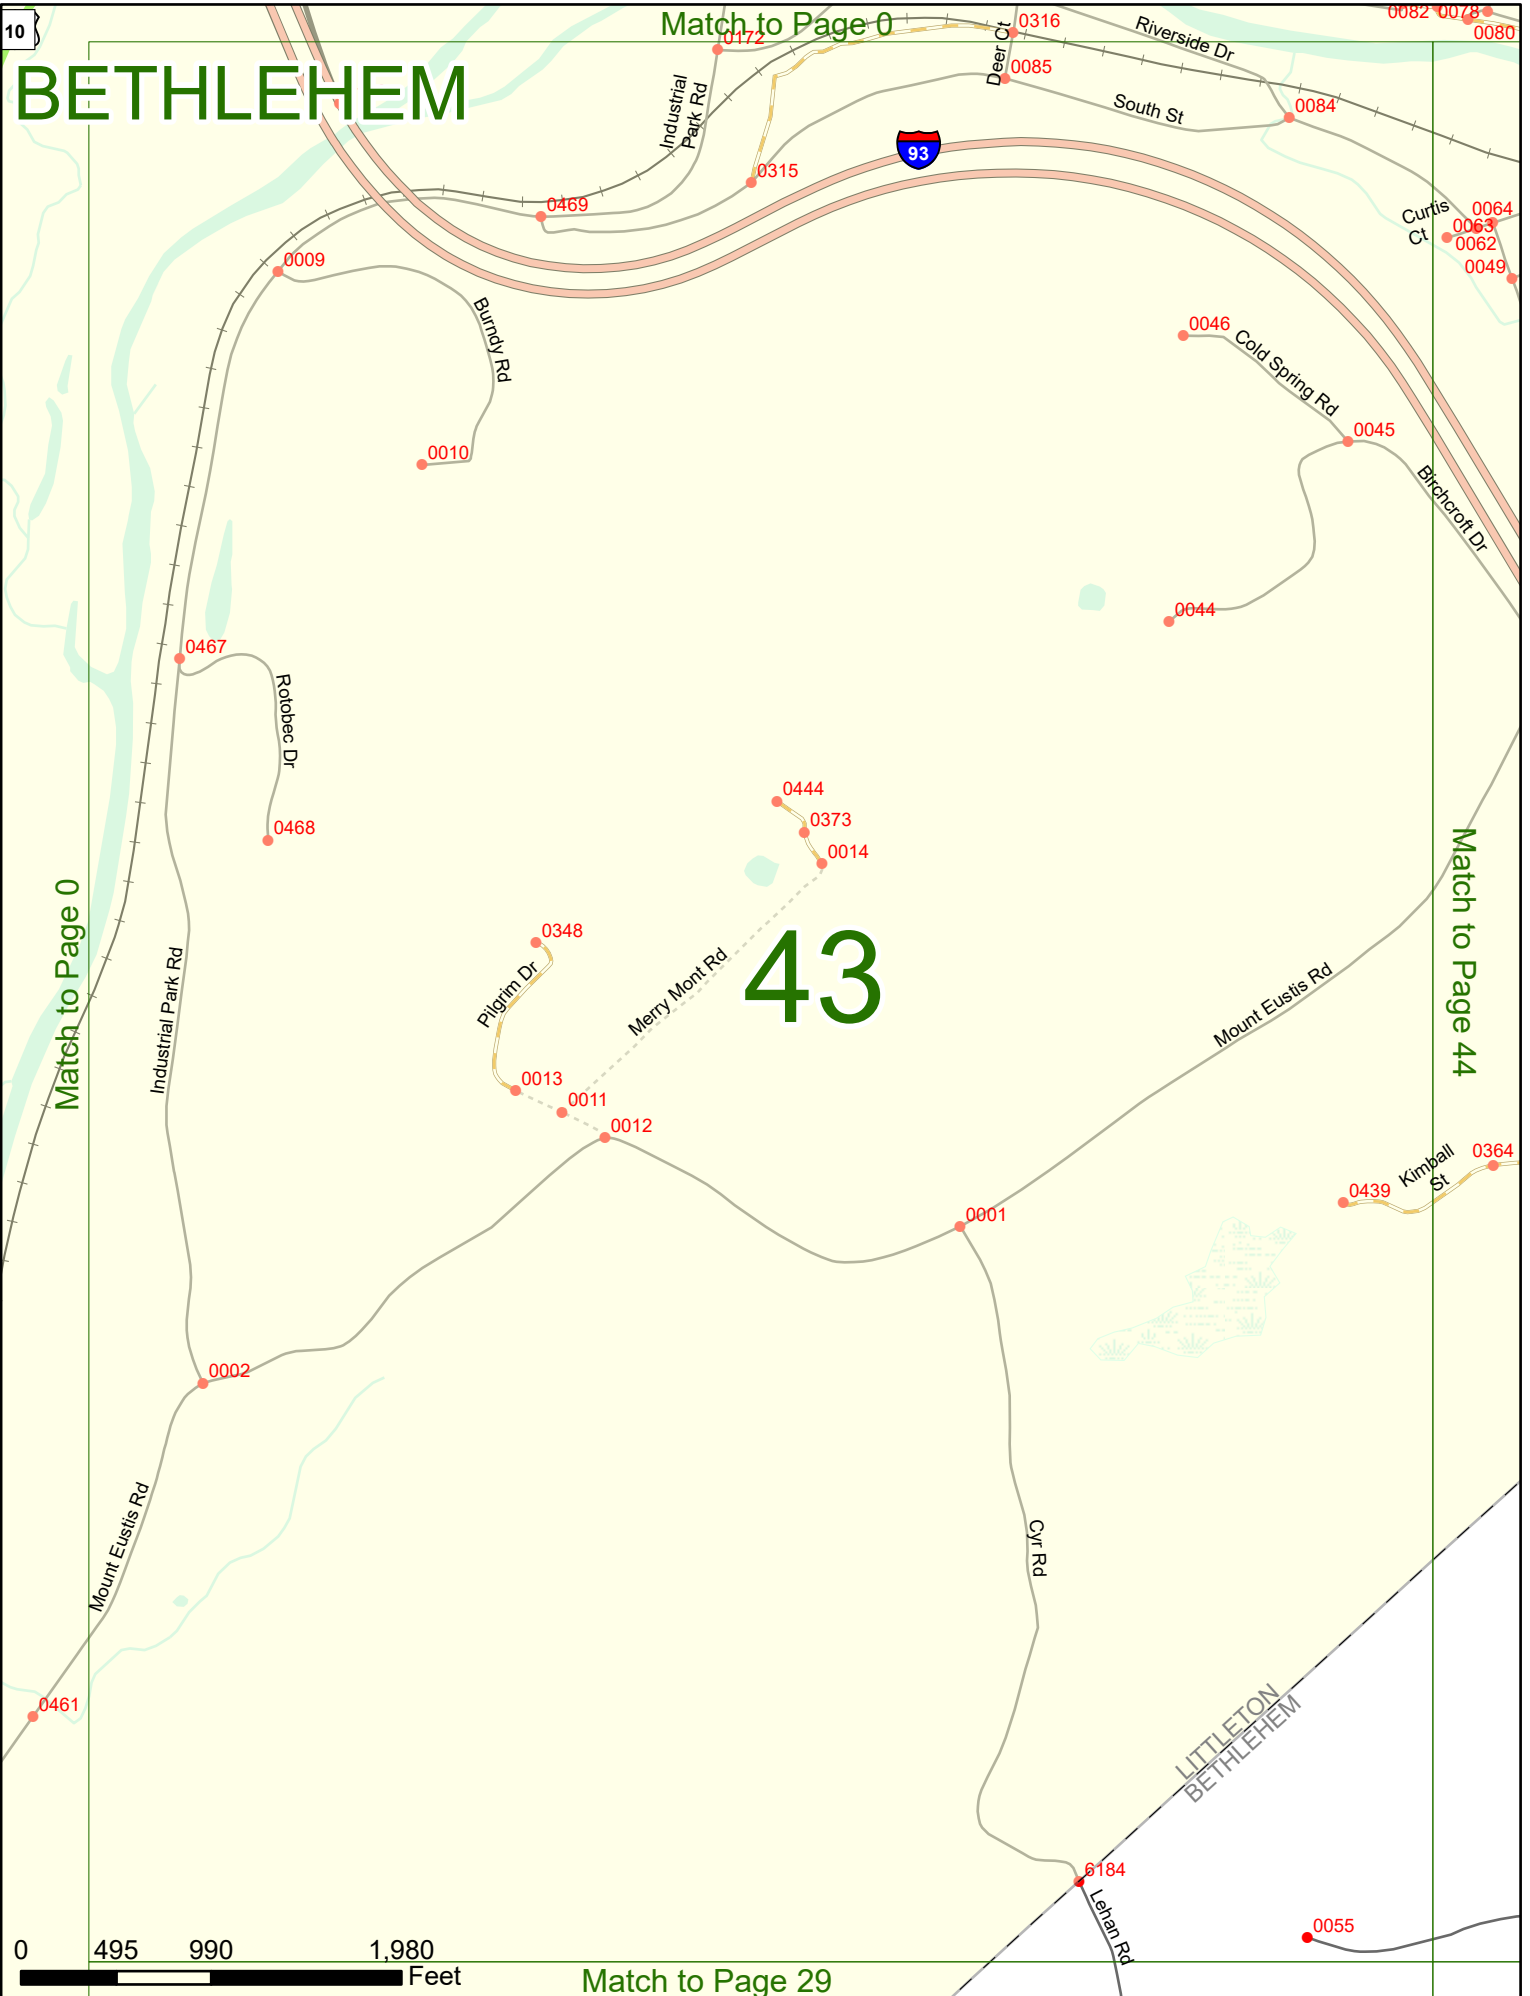 10
Match to Page 0
0082
0078
0080
BETHLEHEM
0172
0316
Riverside Dr
Deer Ct
0085
Industrial
Park Rd
South St
0084
93
0315
0469
Curtis
Ct
0064
0063
0062
0049
0009
Burndy Rd
0046
Cold Spring Rd
0045
0010
Birchcroft Dr
0044
0467
Rotobec Dr
0444
0373
0468
0014
Match to Page 0
Match to Page 44
0348
43
Pilgrim Dr
Merry Mont Rd
Industrial Park Rd
Mount Eustis Rd
0013
0011
0012
Kimball
St
0364
0439
0001
0002
Mount Eustis Rd
Cyr Rd
0461
LITTLETON
BETHLEHEM
6184
Lehan Rd
0055
0 495 990 1,980
Feet
Match to Page 29